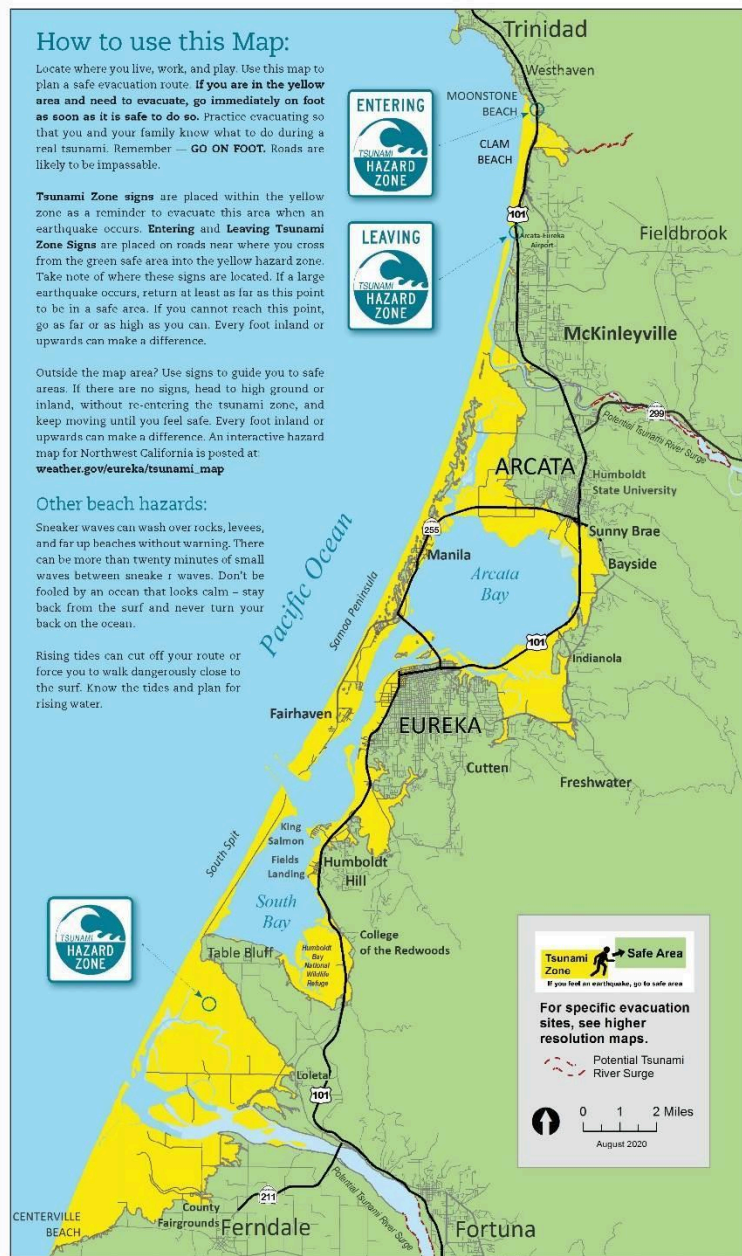 How to use this Map:
Locate where you live, work, and play. Use this map to
plan a safe evacuation route. If you are in the yellow
area and need to evacuate, go immediately on foot
as soon as it is safe to do so. Practice evacuating so
that you and your family know what to do during a
real tsunami. Remember — GO ON FOOT. Roads are
likely to be impassable.
Tsunami Zone signs are placed within the yellow
zone as a reminder to evacuate this area when an
earthquake occurs. Entering and Leaving Tsunami
Zone Signs are placed on roads near where you cross
from the green safe area into the yellow hazard zone.
Take note of where these signs are located. If a large
earthquake occurs, return at least as far as this point
to be in a safe area. If you cannot reach this point,
go as far or as high as you can. Every foot inland or
upwards can make a difference.
Outside the map area? Use signs to guide you to safe
areas. If there are no signs, head to high ground or
inland, without re-entering the tsunami zone, and
keep moving until you feel safe. Every foot inland or
upwards can make a difference. An interactive hazard
map for Northwest California is posted at:
weather.gov/eureka/tsunami_map
Other beach hazards:
Sneaker waves can wash over rocks, levees,
and far up beaches without warning. There
can be more than twenty minutes of small
waves between sneake r waves. Don't be
fooled by an ocean that looks calm – stay
back from the surf and never turn your
back on the ocean.
Rising tides can cut off your route or
force you to walk dangerously close to
the surf. Know the tides and plan for
rising water.
ENTERING
TSUNAMI
HAZARD
ZONE
LEAVING
TSUNAMI
HAZARD
ZONE
Trinidad
Westhaven
MOONSTONE
BEACH
CLAM
BEACH
101
Arcata-Eureka
Airport
Fieldbrook
McKinleyville
299
Potential Tsunami River Surge
ARCATA
Humboldt
State University
255
Manila
Sunny Brae
Bayside
Arcata
Bay
Pacific Ocean
Samoa Peninsula
101
Indianola
Fairhaven
EUREKA
Cutten
Freshwater
South Spit
King
Salmon
Fields
Landing
Humboldt
Hill
South
Bay
College
of the Redwoods
TSUNAMI
HAZARD
ZONE
Table Bluff
Humboldt
Bay
National
Wildlife
Refuge
Loleta
101
211
County
Fairgrounds
CENTERVILLE
BEACH
Ferndale
Potential Tsunami River Surge
Fortuna
Tsunami
Zone
Safe Area
If you feel an earthquake, go to safe area
For specific evacuation
sites, see higher
resolution maps.
Potential Tsunami
River Surge
0 1 2 Miles
August 2020